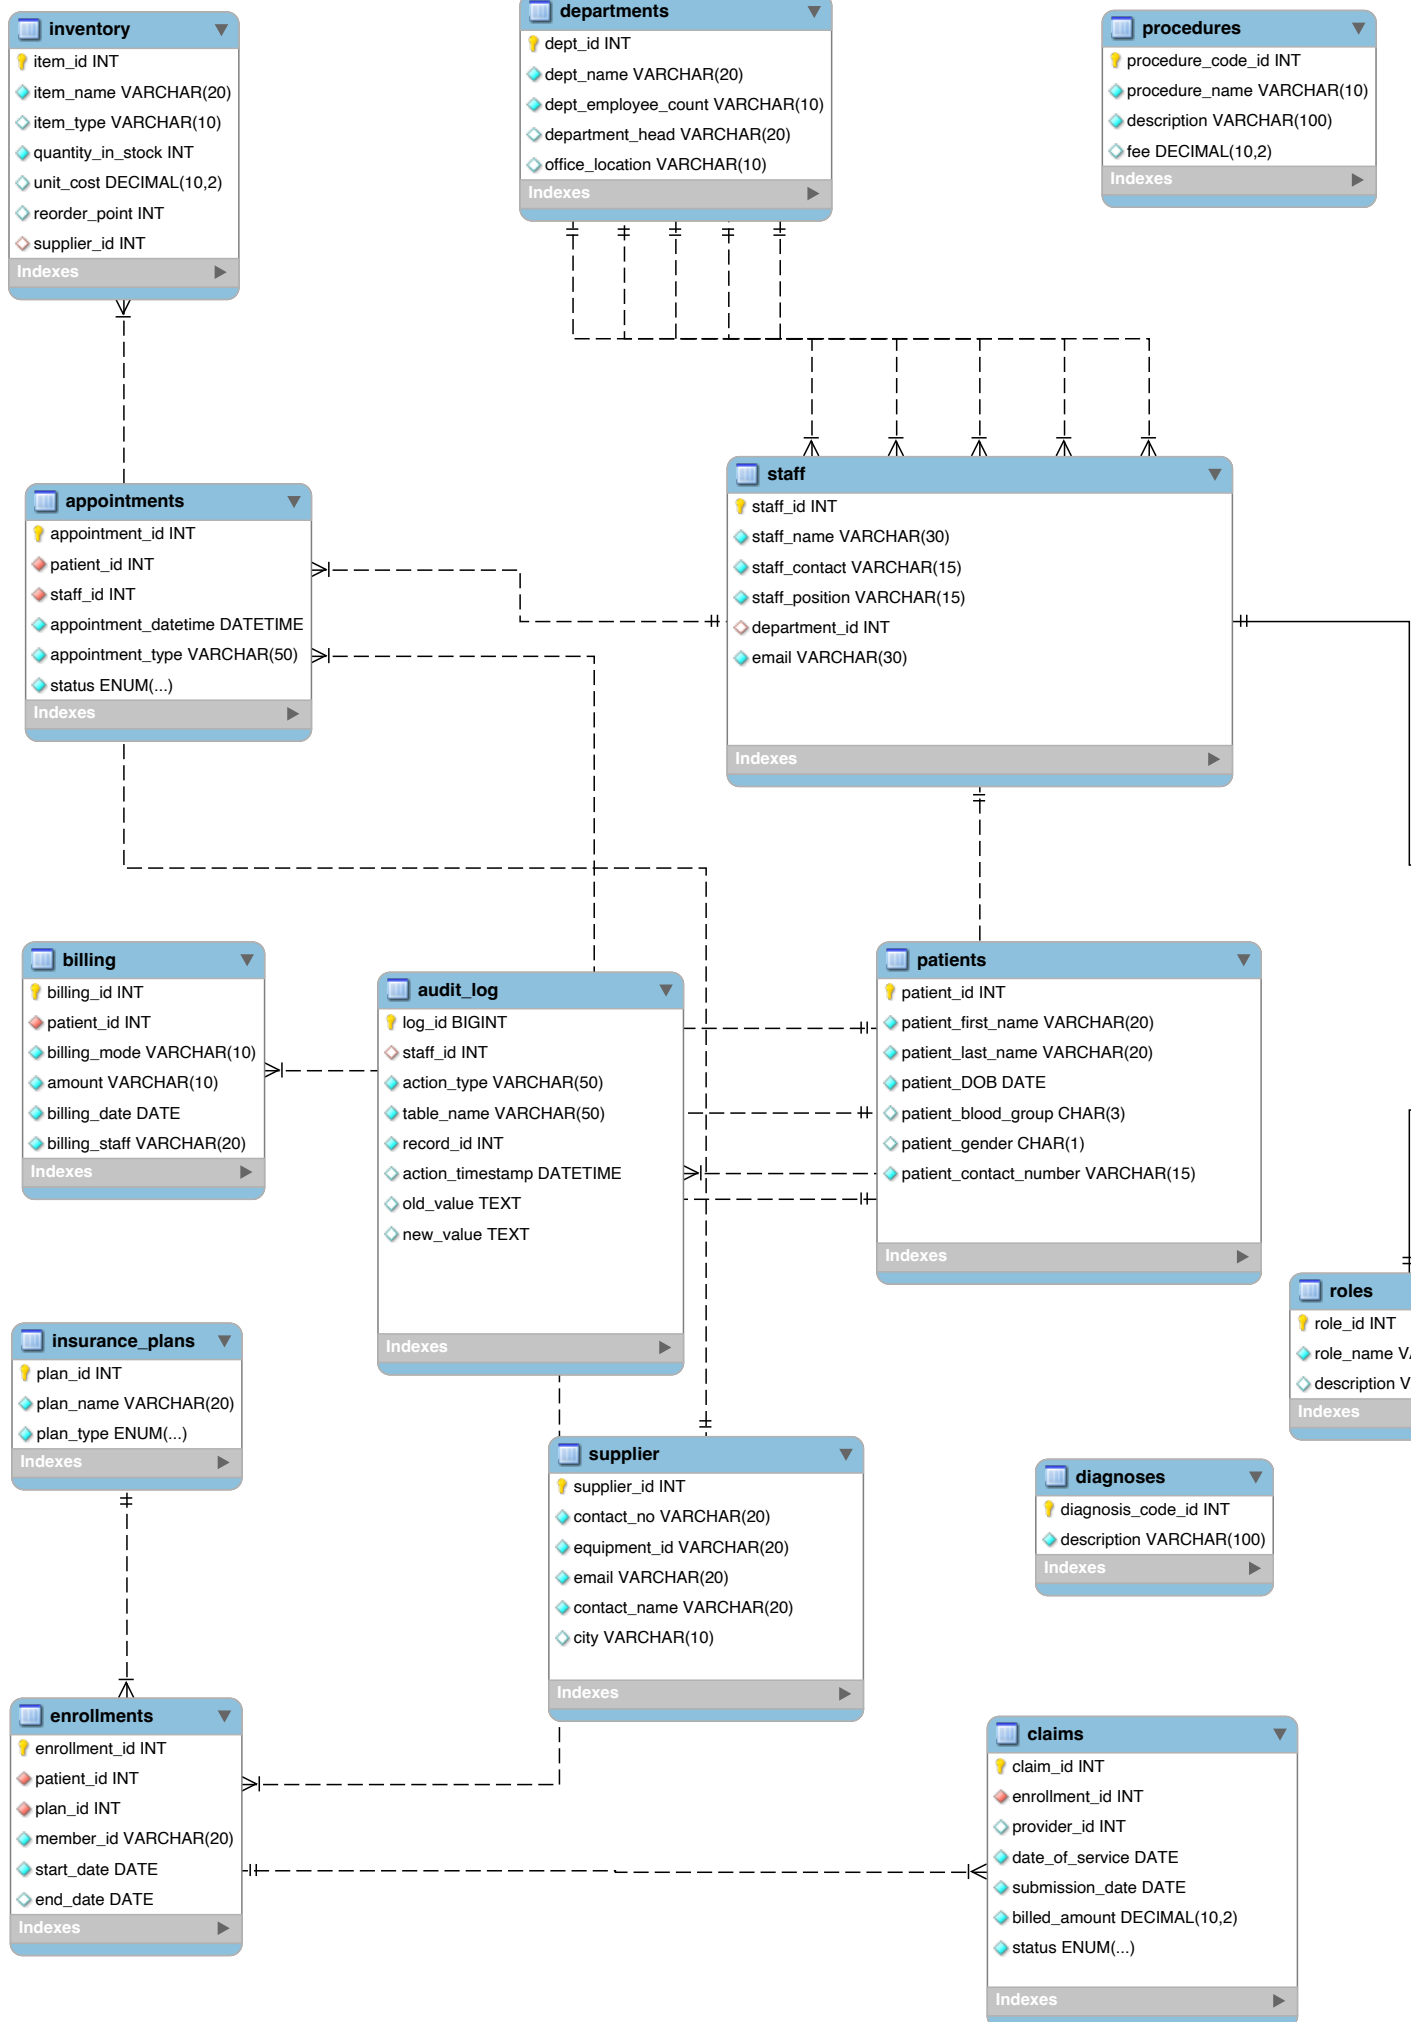 inventory
item_id INT
item_name VARCHAR(20)
item_type VARCHAR(10)
quantity_in_stock INT
unit_cost DECIMAL(10,2)
reorder_point INT
supplier_id INT
Indexes
departments
dept_id INT
dept_name VARCHAR(20)
dept_employee_count VARCHAR(10)
department_head VARCHAR(20)
office_location VARCHAR(10)
Indexes
procedures
procedure_code_id INT
procedure_name VARCHAR(10)
description VARCHAR(100)
fee DECIMAL(10,2)
Indexes
appointments
appointment_id INT
patient_id INT
staff_id INT
appointment_datetime DATETIME
appointment_type VARCHAR(50)
status ENUM(...)
Indexes
staff
staff_id INT
staff_name VARCHAR(30)
staff_contact VARCHAR(15)
staff_position VARCHAR(15)
department_id INT
email VARCHAR(30)
Indexes
billing
billing_id INT
patient_id INT
billing_mode VARCHAR(10)
amount VARCHAR(10)
billing_date DATE
billing_staff VARCHAR(20)
Indexes
audit_log
log_id BIGINT
staff_id INT
action_type VARCHAR(50)
table_name VARCHAR(50)
record_id INT
action_timestamp DATETIME
old_value TEXT
new_value TEXT
Indexes
patients
patient_id INT
patient_first_name VARCHAR(20)
patient_last_name VARCHAR(20)
patient_DOB DATE
patient_blood_group CHAR(3)
patient_gender CHAR(1)
patient_contact_number VARCHAR(15)
Indexes
roles
role_id INT
role_name
description
Indexes
insurance_plans
plan_id INT
plan_name VARCHAR(20)
plan_type ENUM(...)
Indexes
supplier
supplier_id INT
contact_no VARCHAR(20)
equipment_id VARCHAR(20)
email VARCHAR(20)
contact_name VARCHAR(20)
city VARCHAR(10)
Indexes
diagnoses
diagnosis_code_id INT
description VARCHAR(100)
Indexes
enrollments
enrollment_id INT
patient_id INT
plan_id INT
member_id VARCHAR(20)
start_date DATE
end_date DATE
Indexes
claims
claim_id INT
enrollment_id INT
provider_id INT
date_of_service DATE
submission_date DATE
billed_amount DECIMAL(10,2)
status ENUM(...)
Indexes